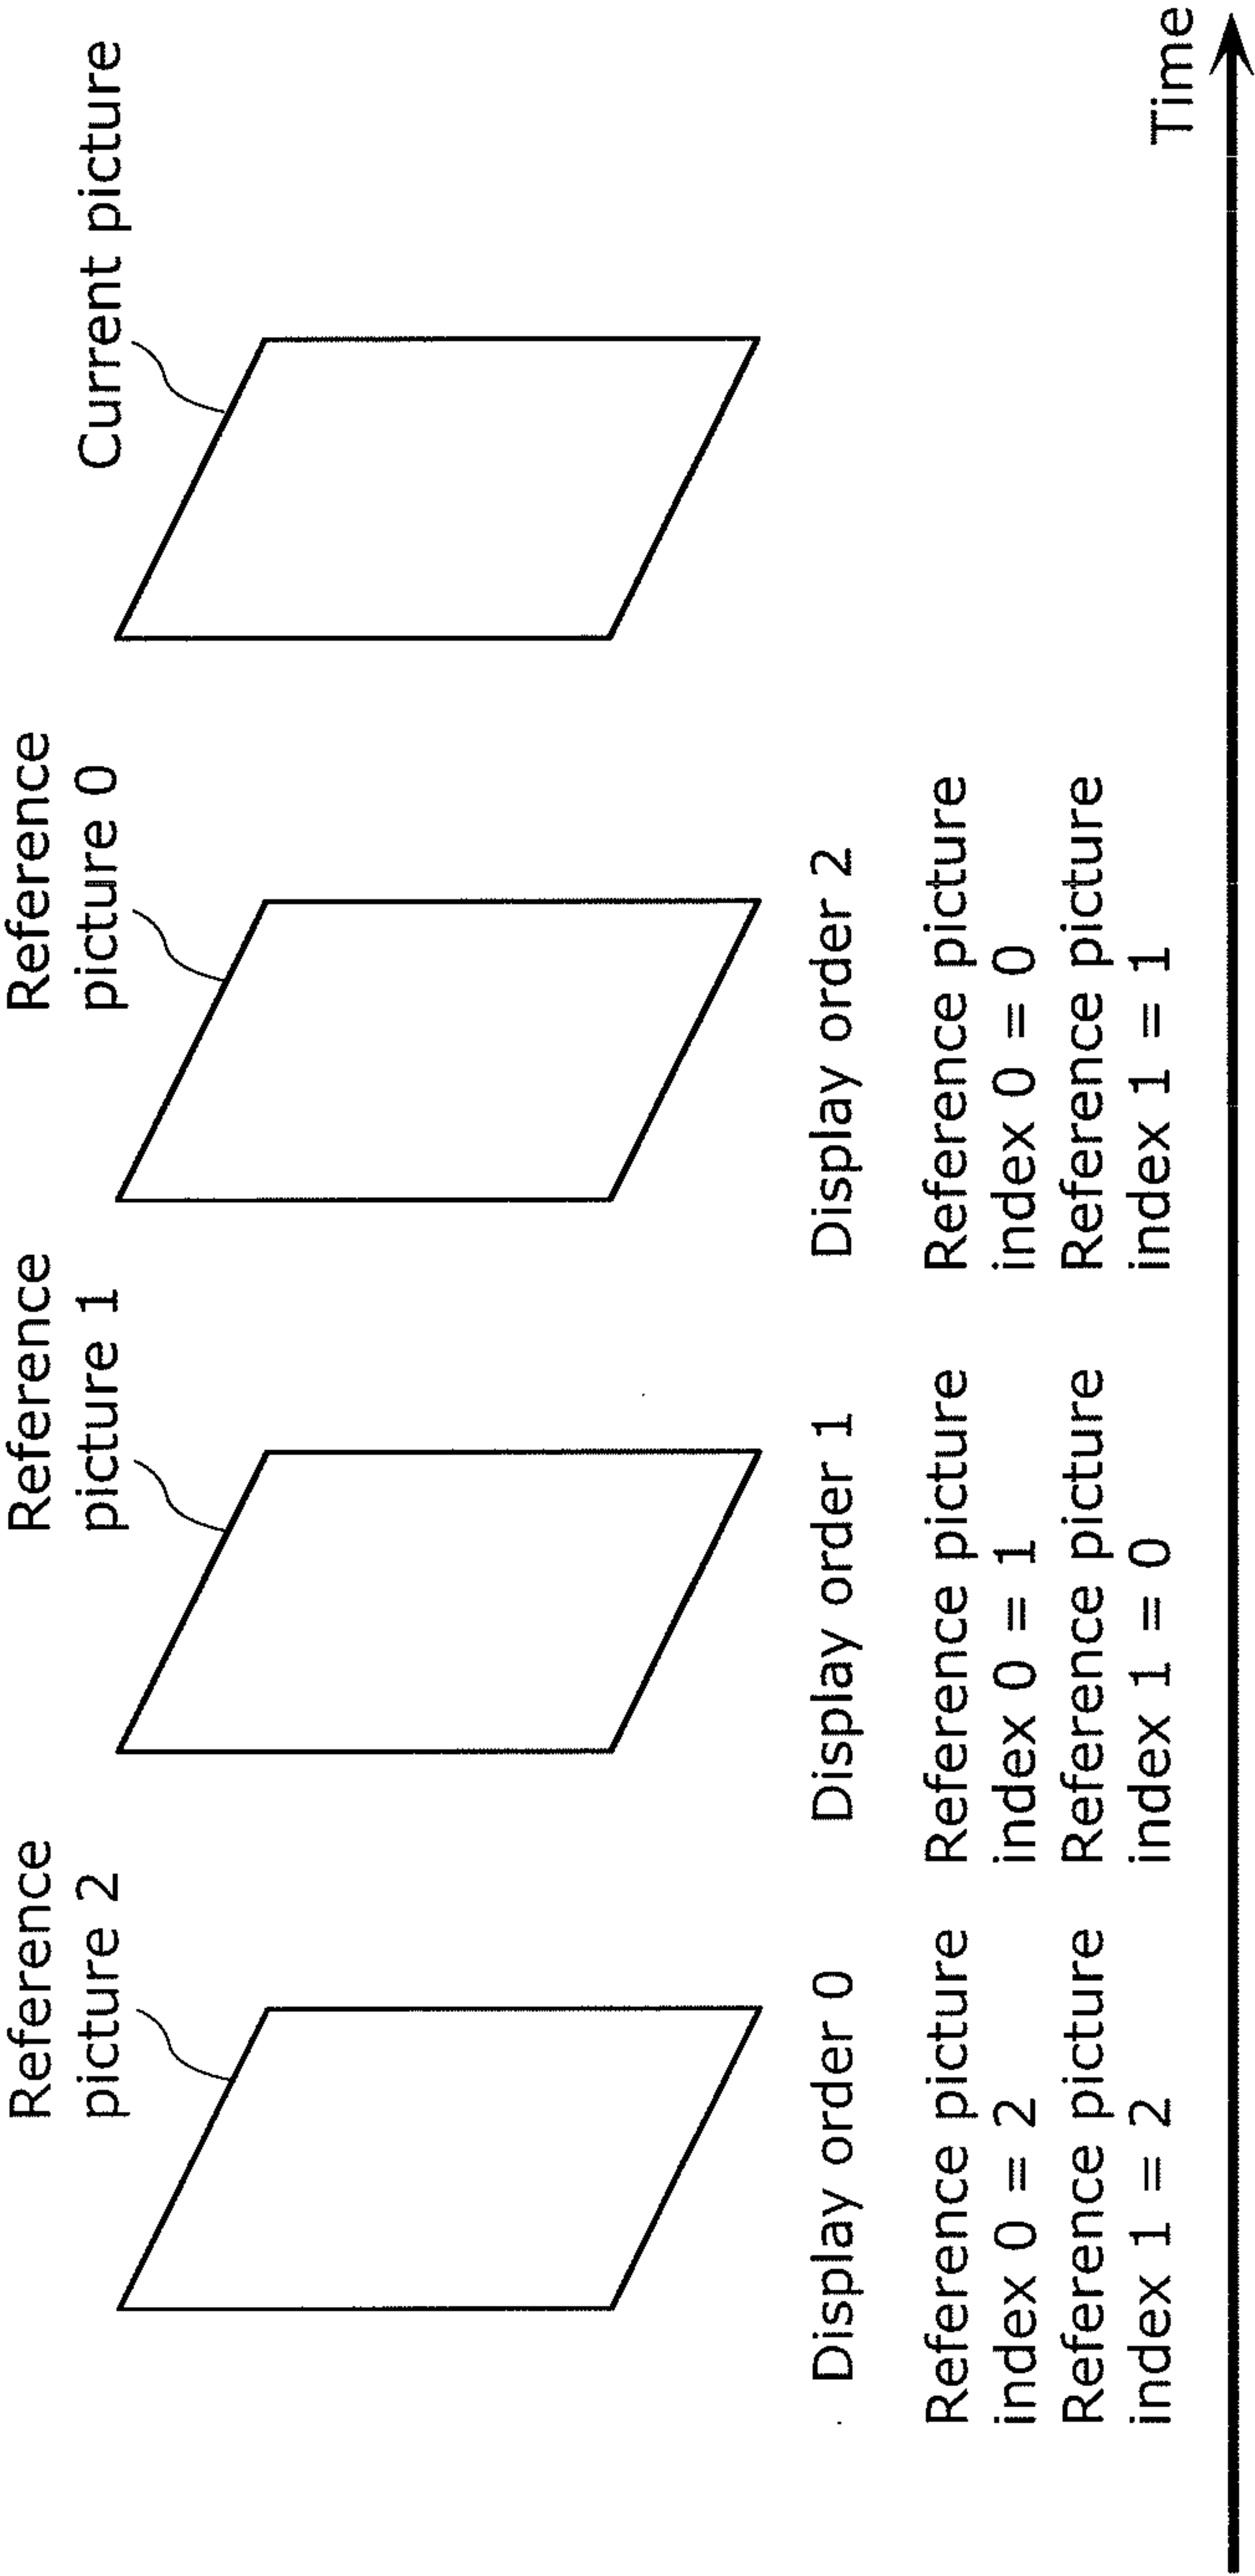 Reference
picture 2
Reference
picture 1
Reference
picture 0
Current picture
Display order 0
Display order 1
Display order 2
Reference picture
index 0 = 2
Reference picture
index 1 = 2
Reference picture
index 0 = 1
Reference picture
index 1 = 0
Reference picture
index 0 = 0
Reference picture
index 1 = 1
Time